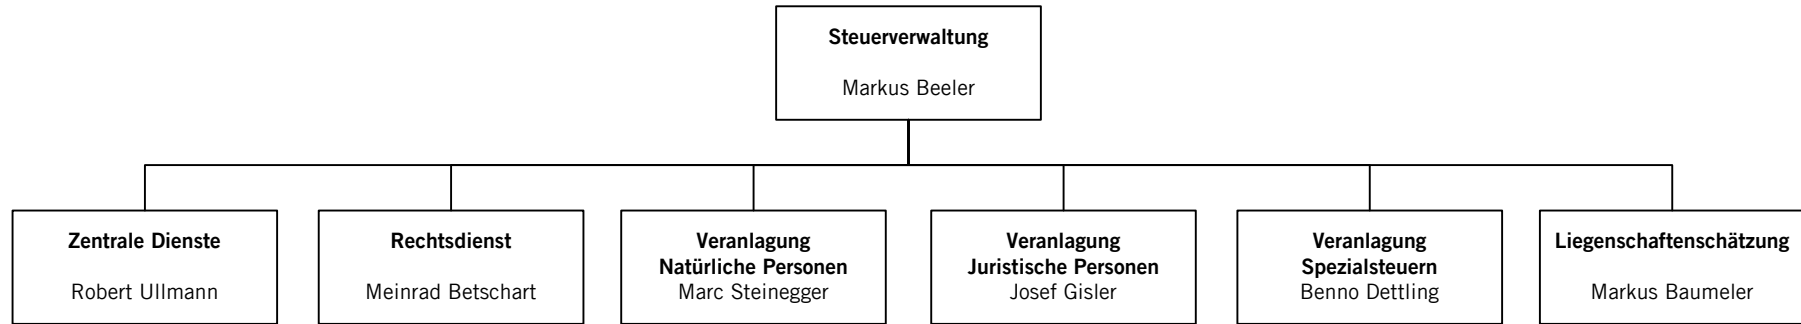 Steuerverwaltung
Markus Beeler
Zentrale Dienste
Robert Ullmann
Rechtsdienst
Meinrad Betschart
Veranlagung
Natürliche Personen
Marc Steinegger
Veranlagung
Juristische Personen
Josef Gisler
Veranlagung
Spezialsteuern
Benno Dettling
Liegenschaftenschätzung
Markus Baumeler